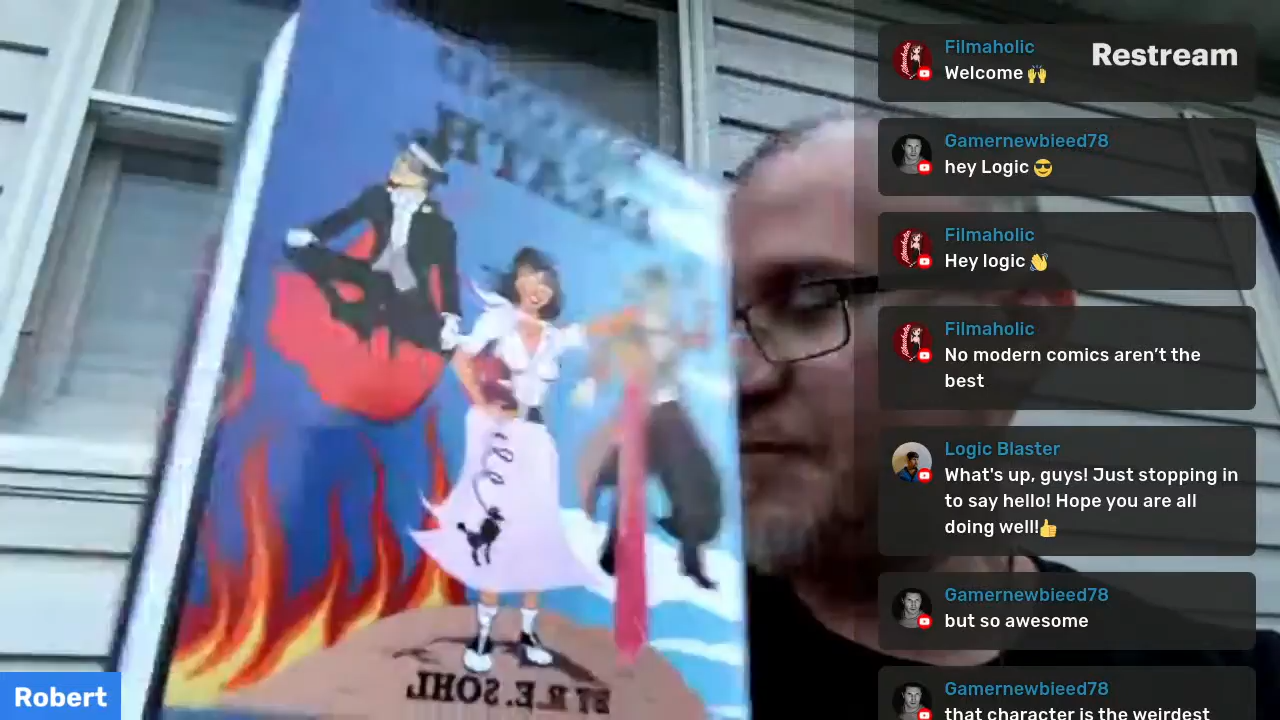 Restream
Filmaholic
Welcome 🙌
Gamernewbieed78
hey Logic 😎
Filmaholic
Hey logic 👋
Filmaholic
No modern comics aren’t the
best
Logic Blaster
What's up, guys! Just stopping in
to say hello! Hope you are all
doing well!👍
Gamernewbieed78
but so awesome
Gamernewbieed78
that character is the weirdest
BY R.E. SOHL
Robert